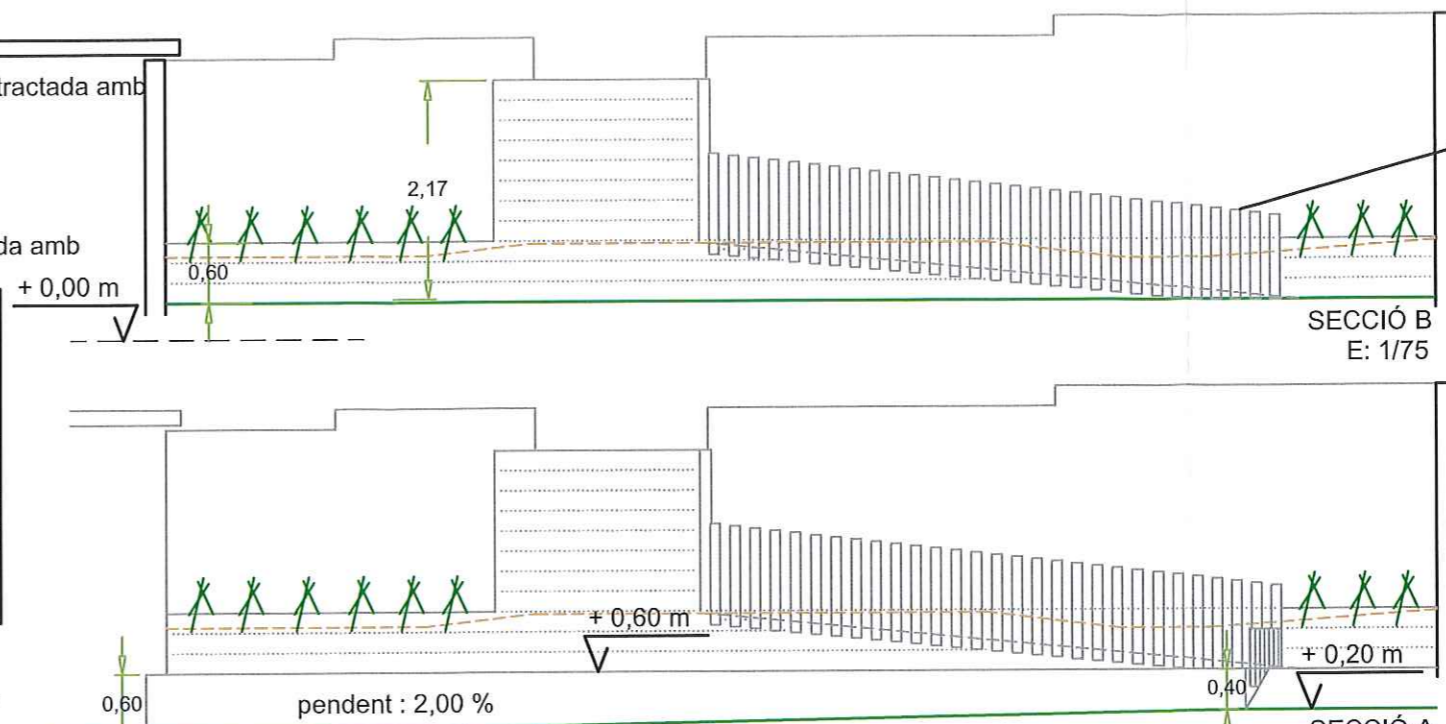 tractada amb
2,17
da amb
0,60
+ 0,00 m
SECCIÓ B
E: 1/75
+ 0,60 m
+ 0,20 m
0,40
0,60
pendent : 2,00 %
SECCIÓ A